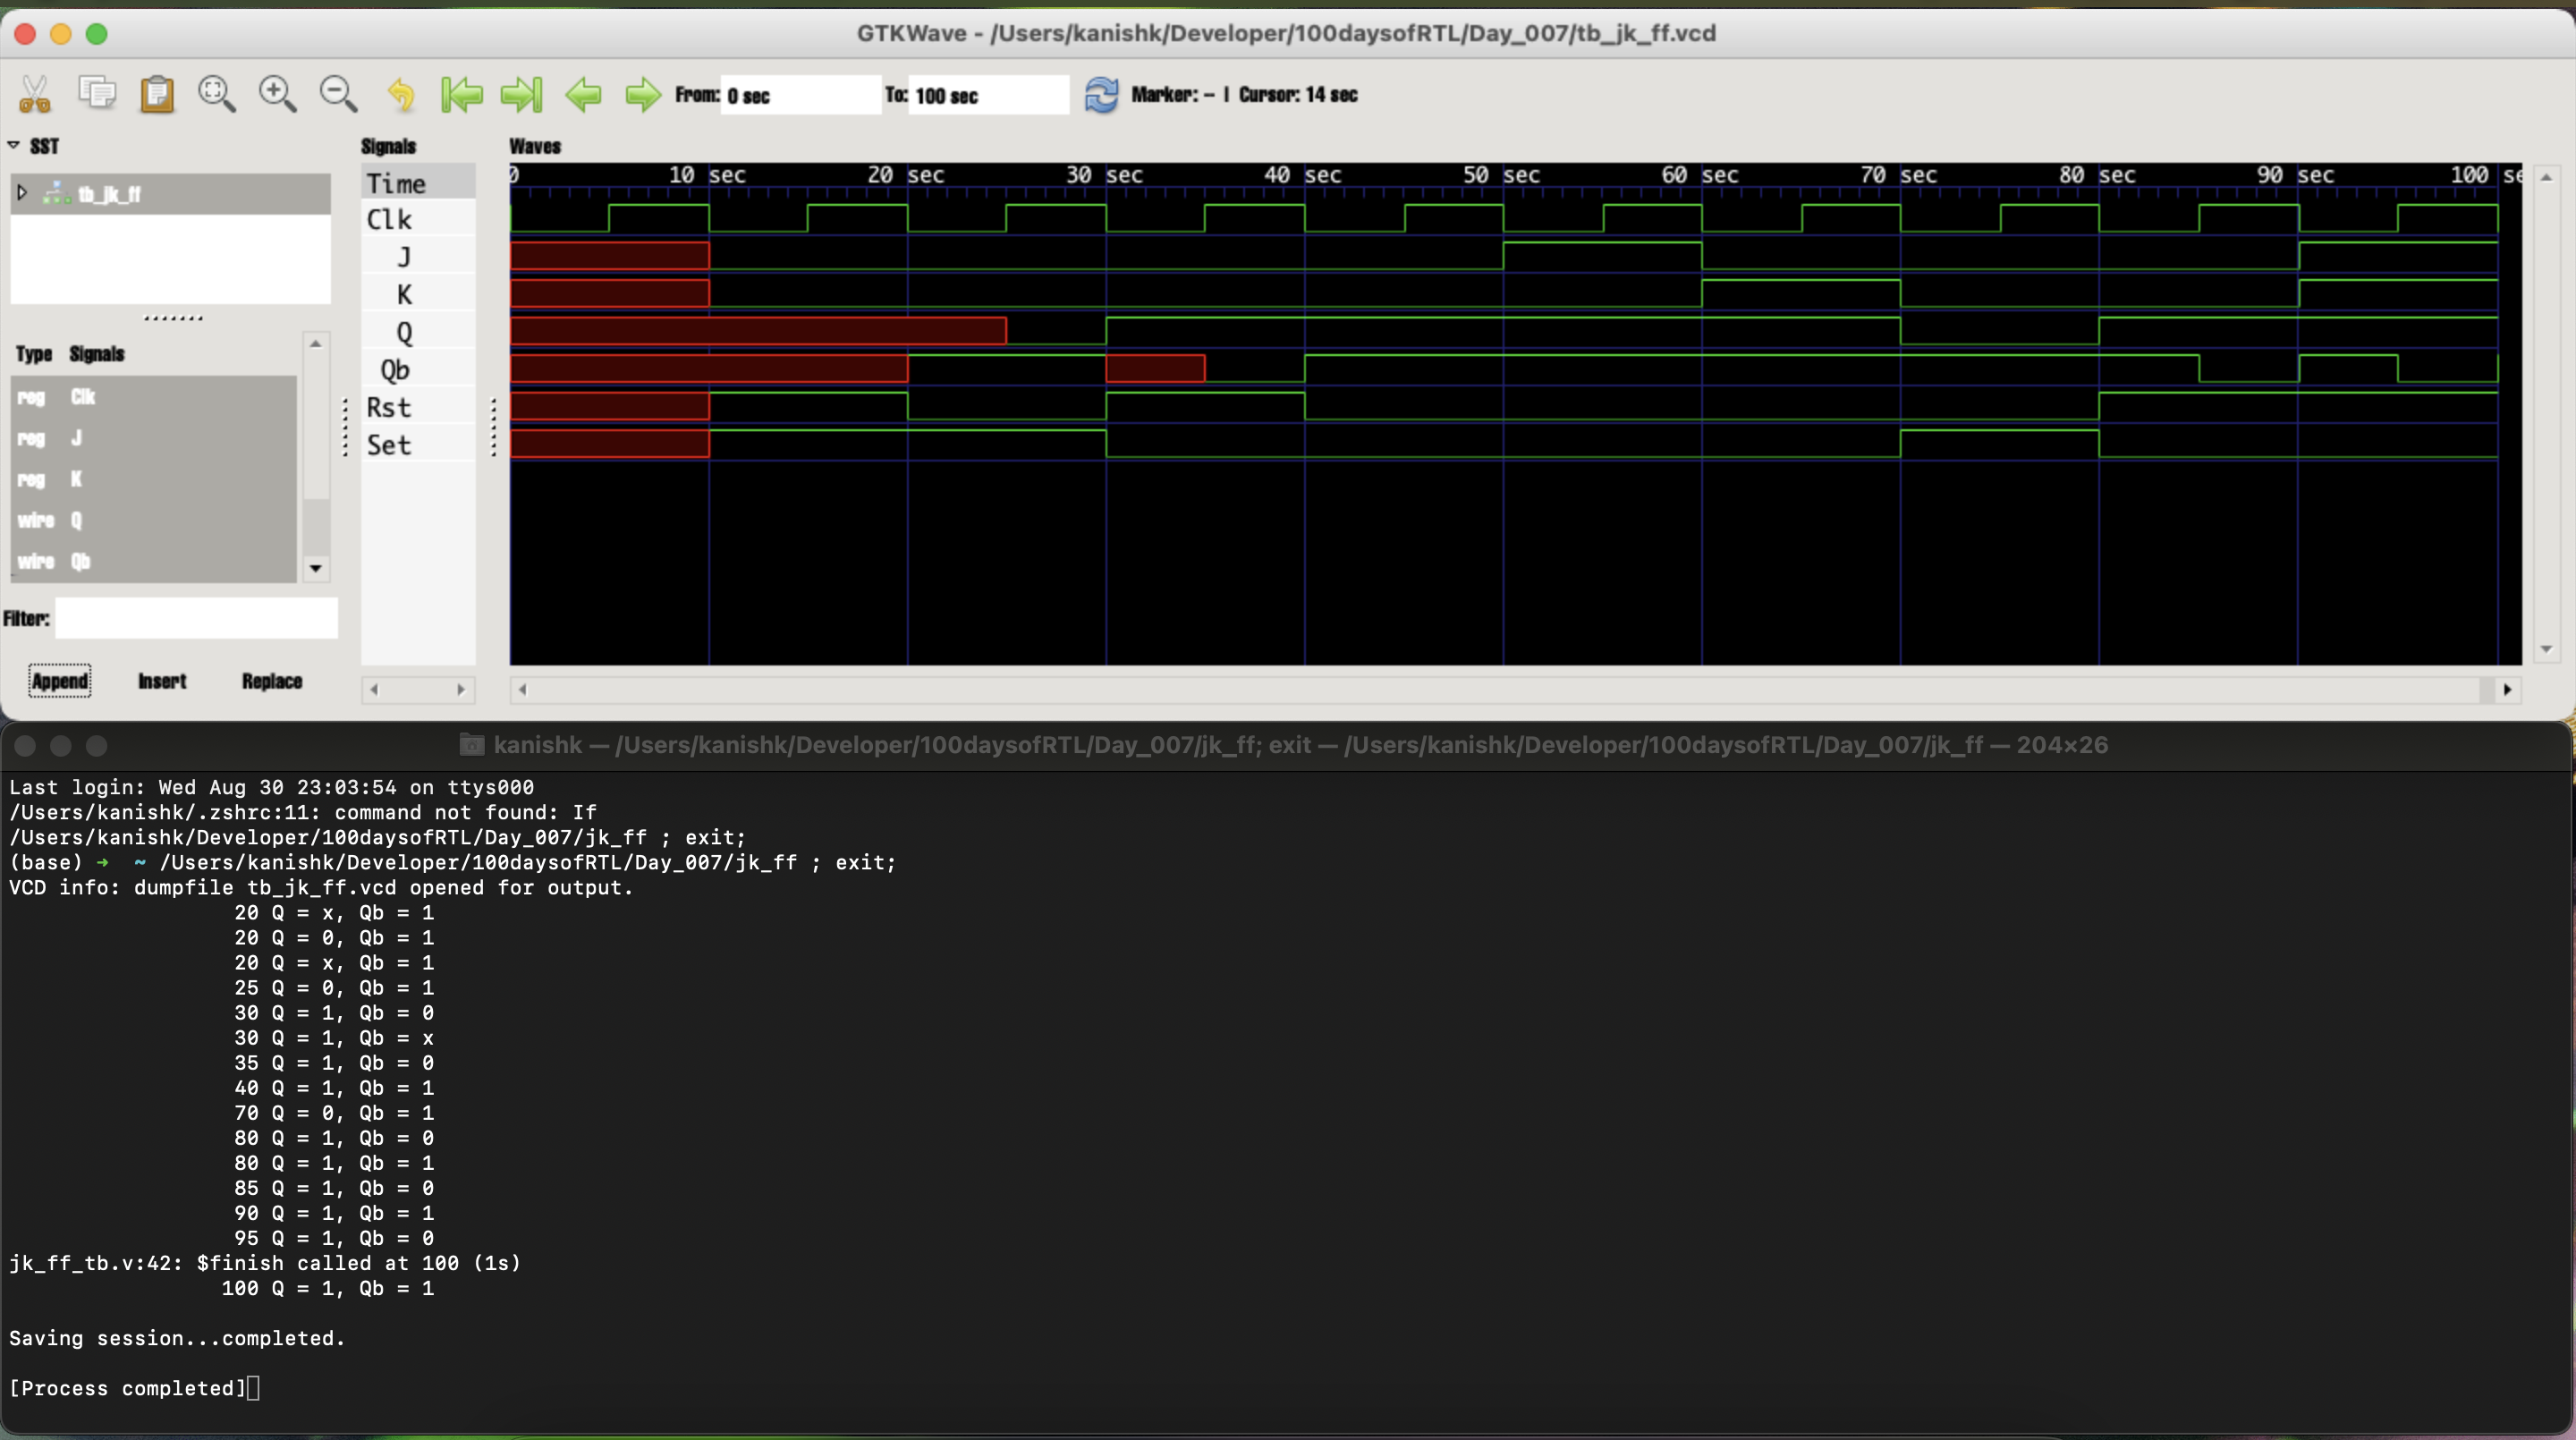 GTKWave - /Users/kanishk/Developer/100daysofRTL/Day_007/tb_jk_ff.vcd
From: 0 sec To: 100 sec Marker: -- | Cursor: 14 sec
SST
tb_jk_ff
Type Signals
reg Clk
reg J
reg K
wire Q
wire Qb
Filter:
Append Insert Replace
Signals
Time
Clk
J
K
Q
Qb
Rst
Set
Waves
0 10 sec 20 sec 30 sec 40 sec 50 sec 60 sec 70 sec 80 sec 90 sec 100 se
kanishk — /Users/kanishk/Developer/100daysofRTL/Day_007/jk_ff; exit — /Users/kanishk/Developer/100daysofRTL/Day_007/jk_ff — 204×26
Last login: Wed Aug 30 23:03:54 on ttys000
/Users/kanishk/.zshrc:11: command not found: If
/Users/kanishk/Developer/100daysofRTL/Day_007/jk_ff ; exit;
(base) ➜ ~ /Users/kanishk/Developer/100daysofRTL/Day_007/jk_ff ; exit;
VCD info: dumpfile tb_jk_ff.vcd opened for output.
20 Q = x, Qb = 1
20 Q = 0, Qb = 1
20 Q = x, Qb = 1
25 Q = 0, Qb = 1
30 Q = 1, Qb = 0
30 Q = 1, Qb = x
35 Q = 1, Qb = 0
40 Q = 1, Qb = 1
70 Q = 0, Qb = 1
80 Q = 1, Qb = 0
80 Q = 1, Qb = 1
85 Q = 1, Qb = 0
90 Q = 1, Qb = 1
95 Q = 1, Qb = 0
jk_ff_tb.v:42: $finish called at 100 (1s)
100 Q = 1, Qb = 1
Saving session...completed.
[Process completed]